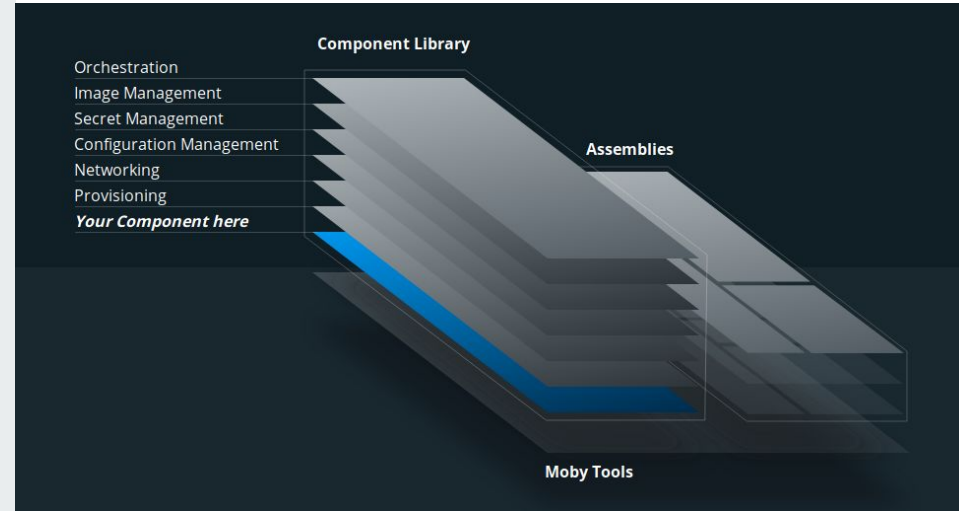 Component Library
Orchestration
Image Management
Secret Management
Configuration Management
Networking
Provisioning
Your Component here
Assemblies
Moby Tools